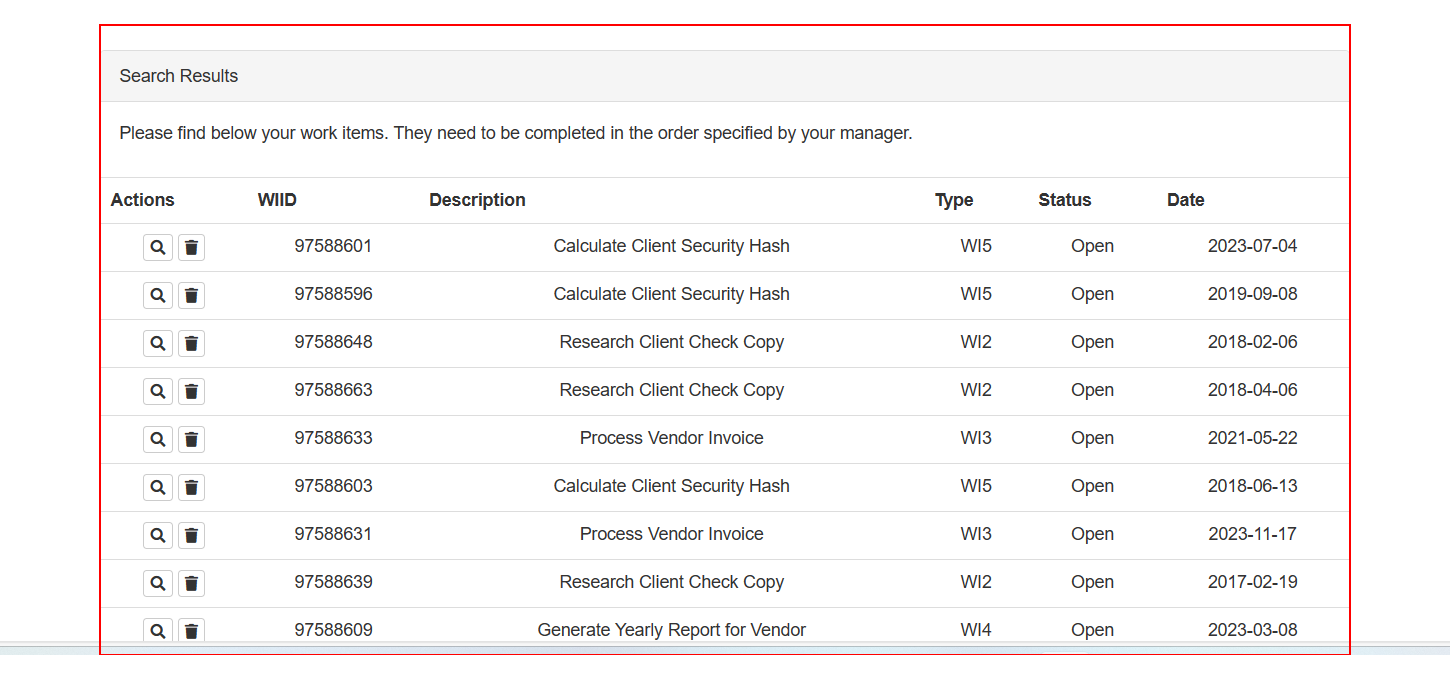 Search Results
Please find below your work items. They need to be completed in the order specified by your manager.
Actions WIID Description Type Status Date
97588601 Calculate Client Security Hash WI5 Open 2023-07-04
97588596 Calculate Client Security Hash WI5 Open 2019-09-08
97588648 Research Client Check Copy WI2 Open 2018-02-06
97588663 Research Client Check Copy WI2 Open 2018-04-06
97588633 Process Vendor Invoice WI3 Open 2021-05-22
97588603 Calculate Client Security Hash WI5 Open 2018-06-13
97588631 Process Vendor Invoice WI3 Open 2023-11-17
97588639 Research Client Check Copy WI2 Open 2017-02-19
97588609 Generate Yearly Report for Vendor WI4 Open 2023-03-08